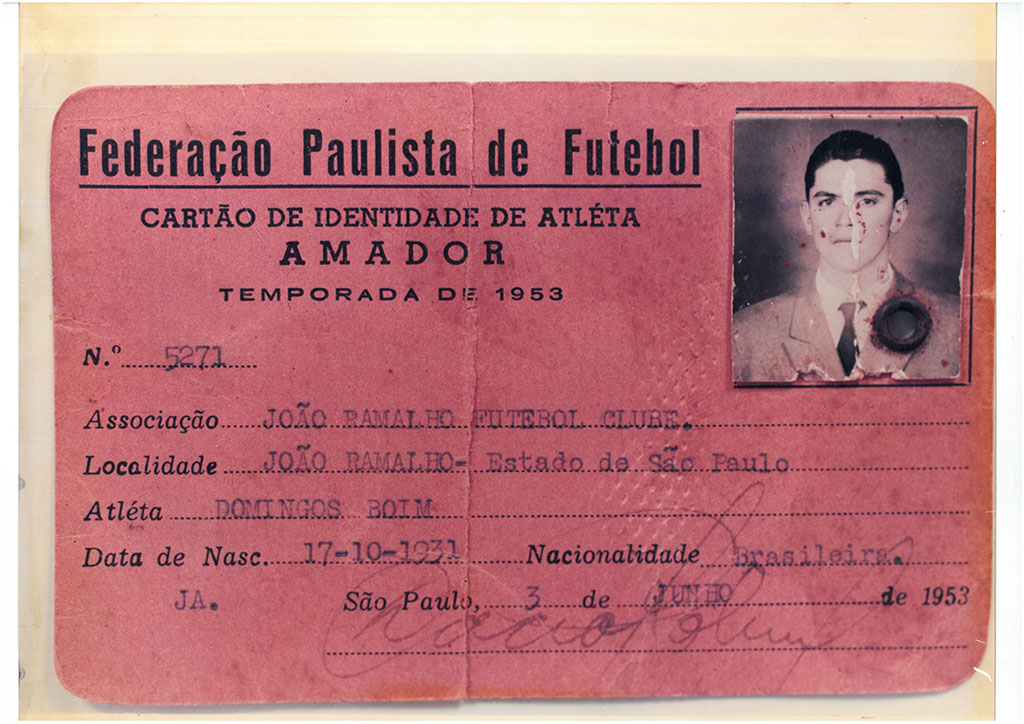 Federação Paulista de Futebol
CARTÃO DE IDENTIDADE DE ATLÉTA
AMADOR
TEMPORADA DE 1953
N.º 5271
Associação JOÃO RAMALHO FUTEBOL CLUBE.
Localidade JOÃO RAMALHO- Estado de São Paulo
Atléta DOMINGOS BOIM
Data de Nasc. 17-10-1931 Nacionalidade Brasileira.
JA. São Paulo, 3 de JUNHO de 1953